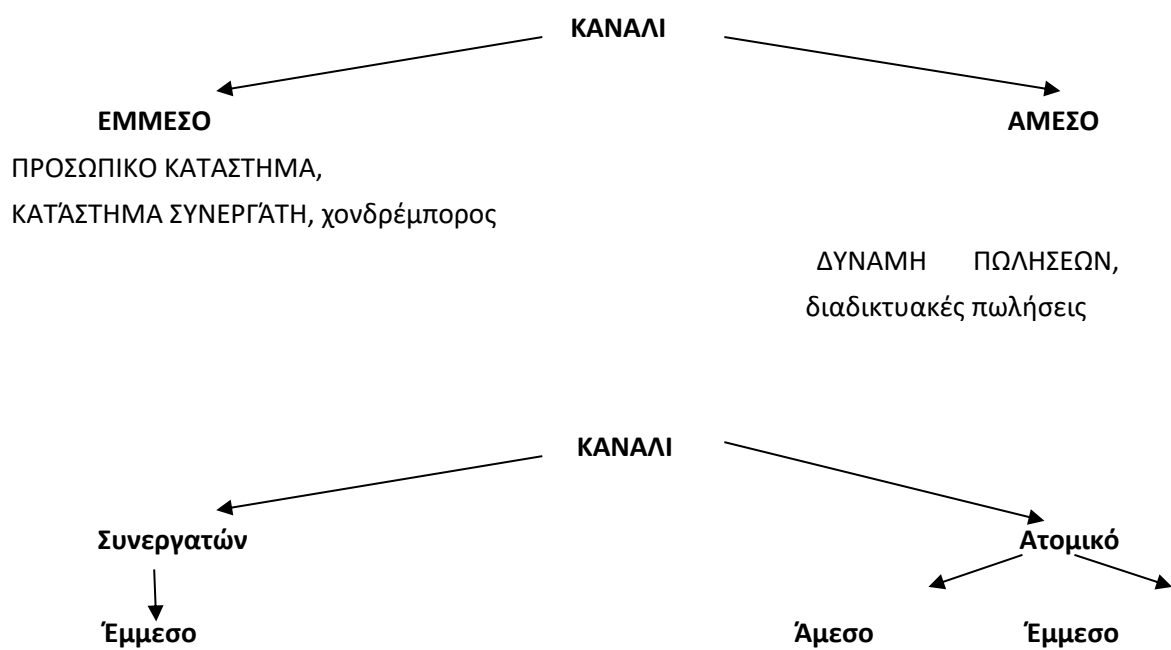 ΚΑΝΑΛΙ
ΕΜΜΕΣΟ ΑΜΕΣΟ
ΠΡΟΣΩΠΙΚΟ ΚΑΤΑΣΤΗΜΑ,
ΚΑΤΆΣΤΗΜΑ ΣΥΝΕΡΓΆΤΗ, χονδρέμπορος
ΔΥΝΑΜΗ ΠΩΛΗΣΕΩΝ,
διαδικτυακές πωλήσεις
ΚΑΝΑΛΙ
Συνεργατών Ατομικό
Έμμεσο Άμεσο Έμμεσο